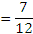 = 7/12